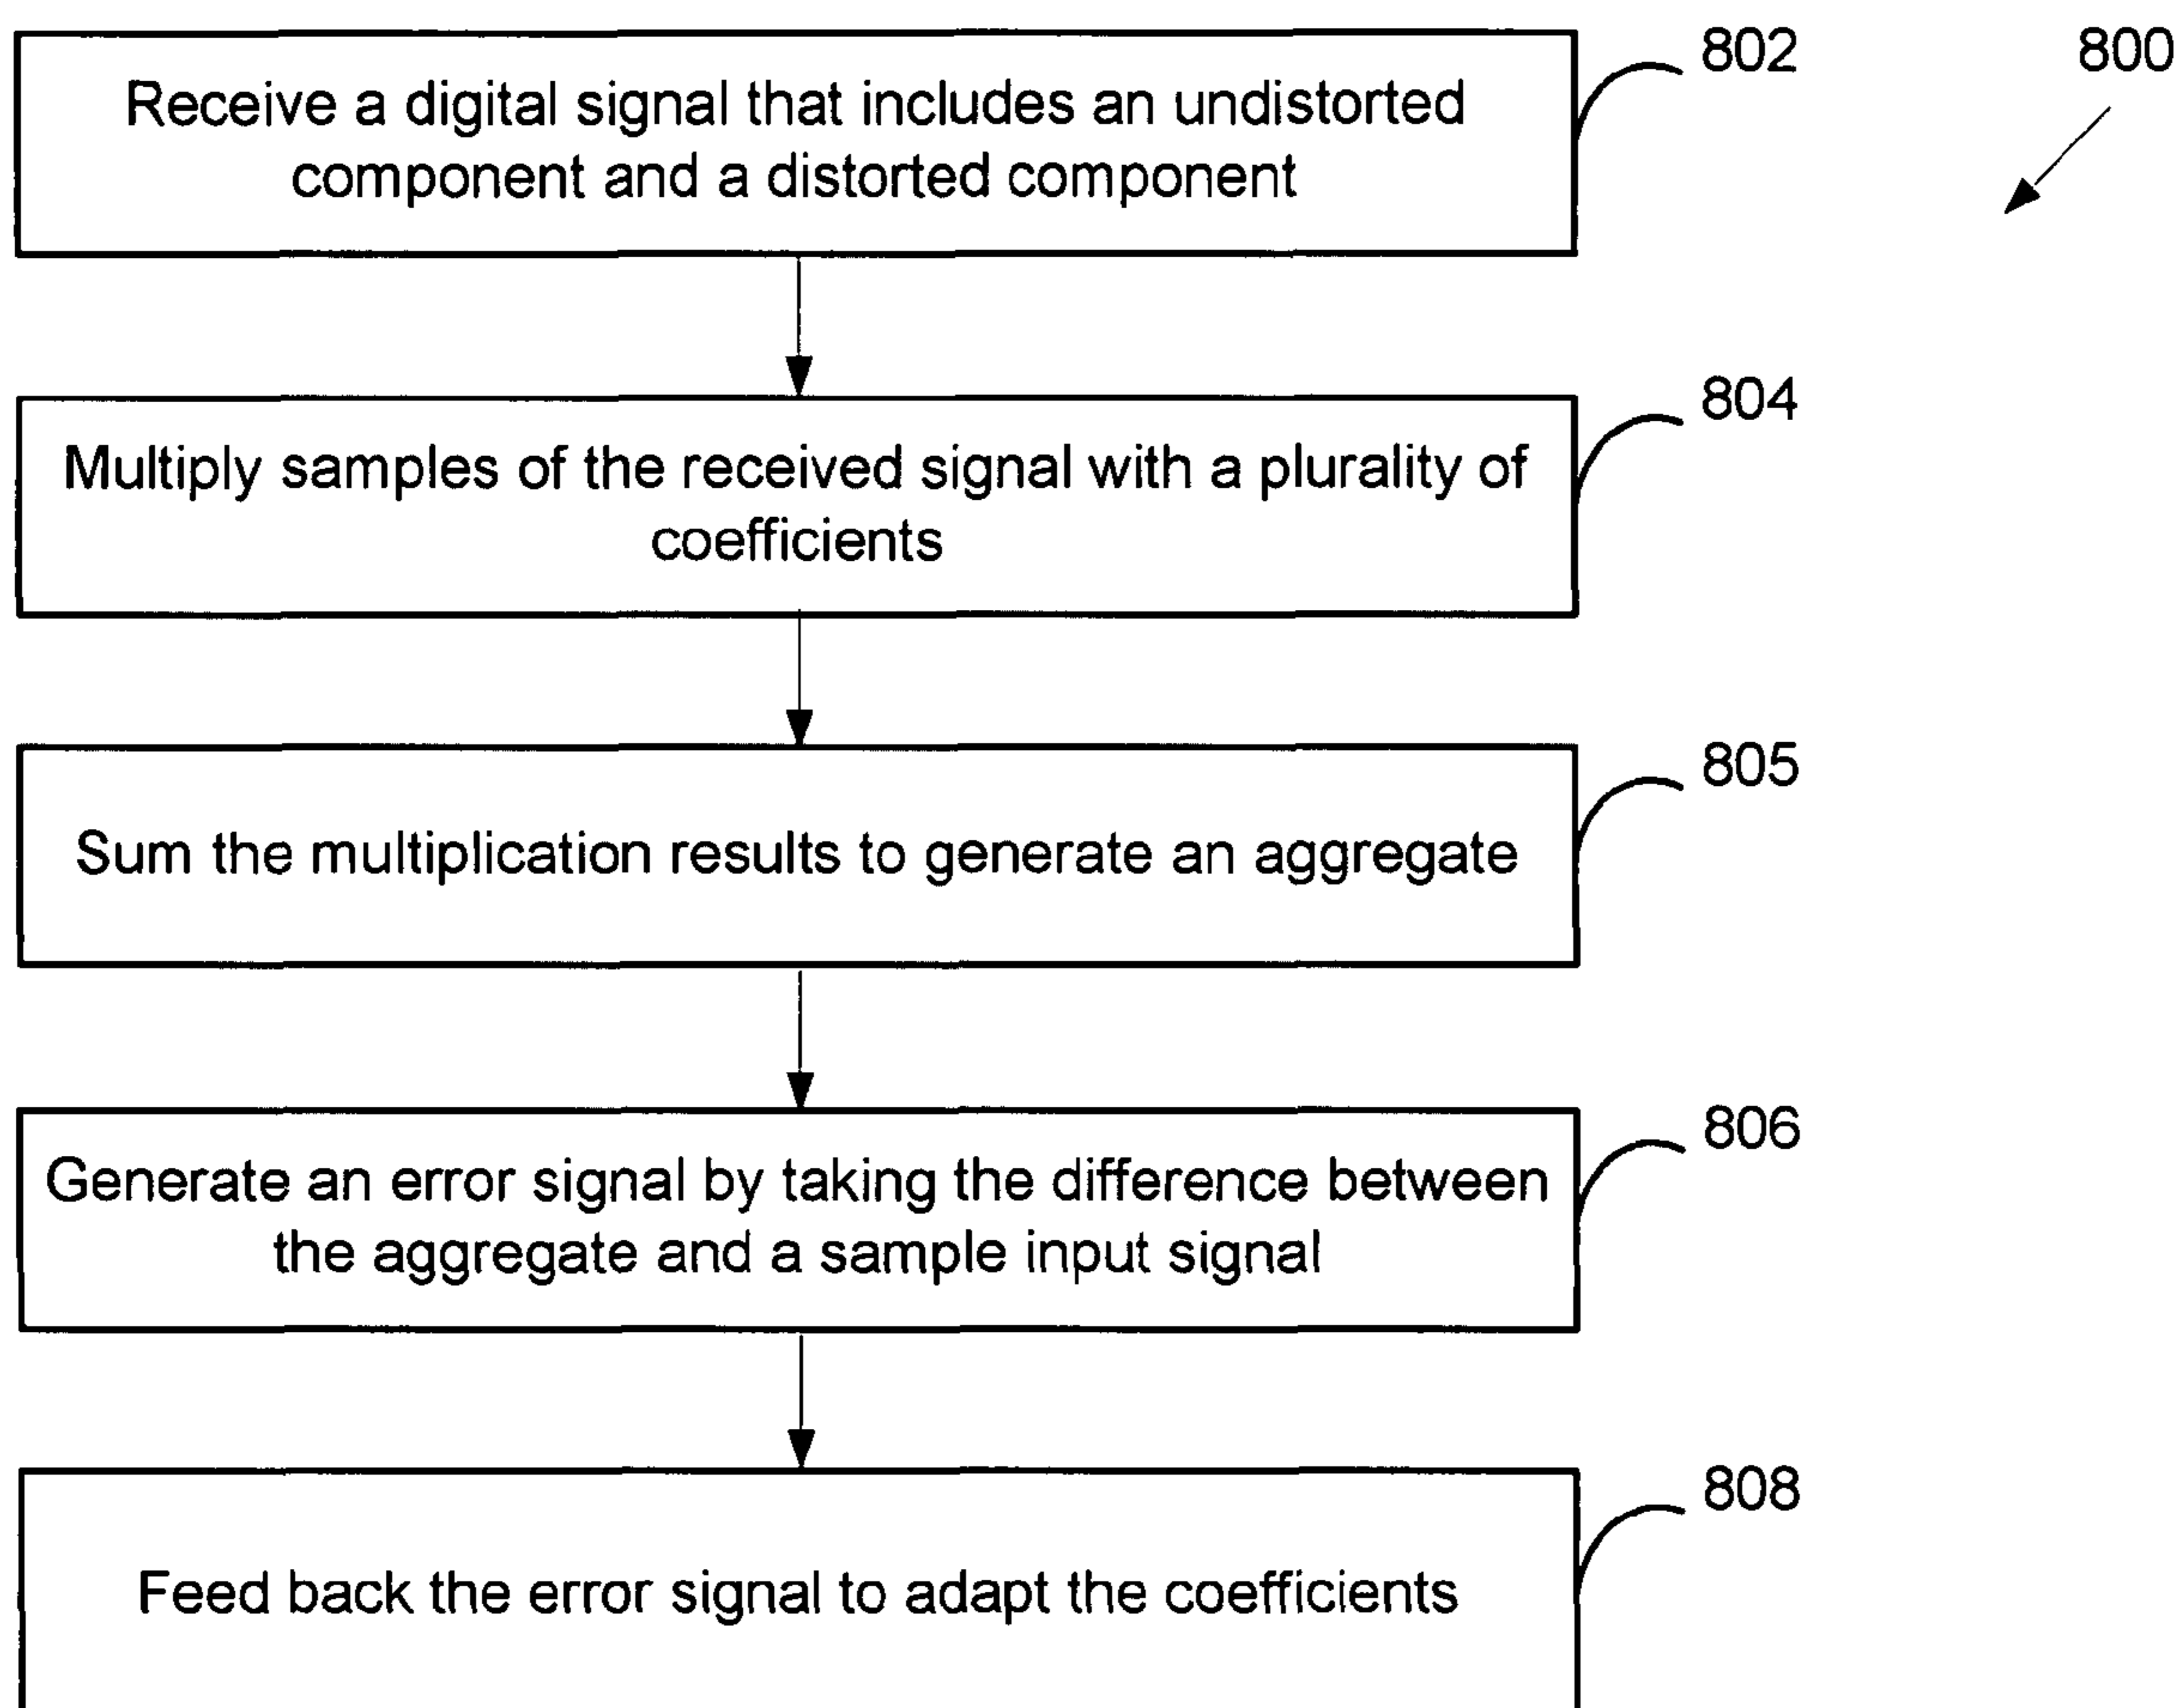 802
800
Receive a digital signal that includes an undistorted
component and a distorted component
804
Multiply samples of the received signal with a plurality of
coefficients
805
Sum the multiplication results to generate an aggregate
806
Generate an error signal by taking the difference between
the aggregate and a sample input signal
808
Feed back the error signal to adapt the coefficients